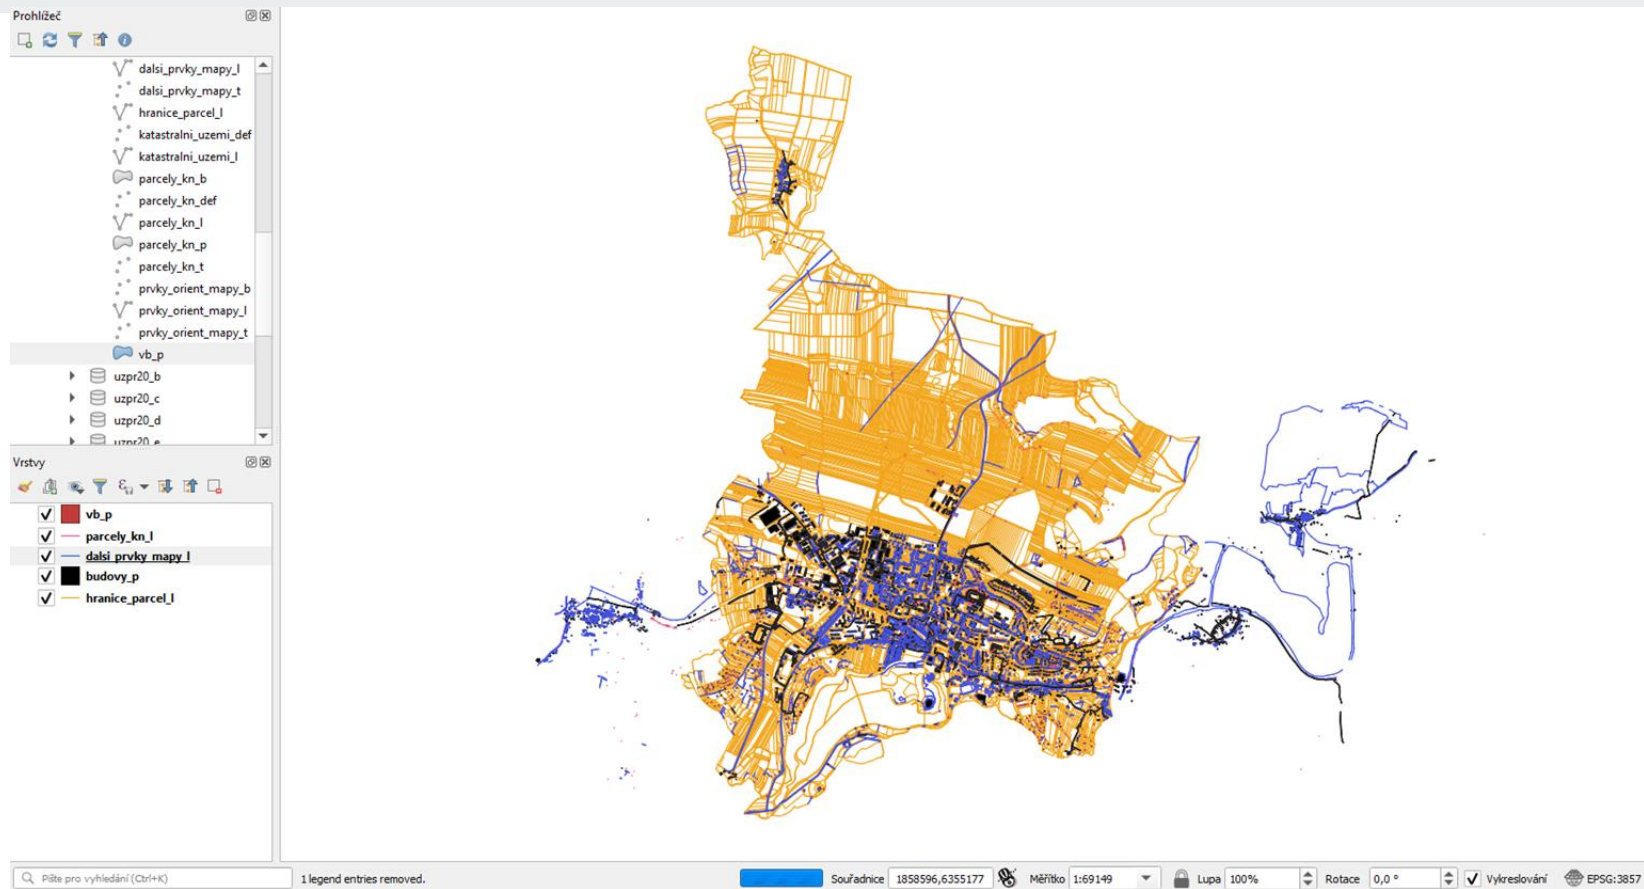 Prohlížeč
dalsi_prvky_mapy_l
dalsi_prvky_mapy_t
hranice_parcel_l
katastralni_uzemi_def
katastralni_uzemi_l
parcely_kn_b
parcely_kn_def
parcely_kn_l
parcely_kn_p
parcely_kn_t
prvky_orient_mapy_b
prvky_orient_mapy_l
prvky_orient_mapy_t
vb_p
uzpr20_b
uzpr20_c
uzpr20_d
uzpr20_e
Vrstvy
vb_p
parcely_kn_l
dalsi_prvky_mapy_l
budovy_p
hranice_parcel_l
Pište pro vyhledání (Ctrl+K) 1 legend entries removed. Souřadnice 1858596,6355177 Měřítko 1:69149 Lupa 100% Rotace 0,0 ° Vykreslování EPSG:3857